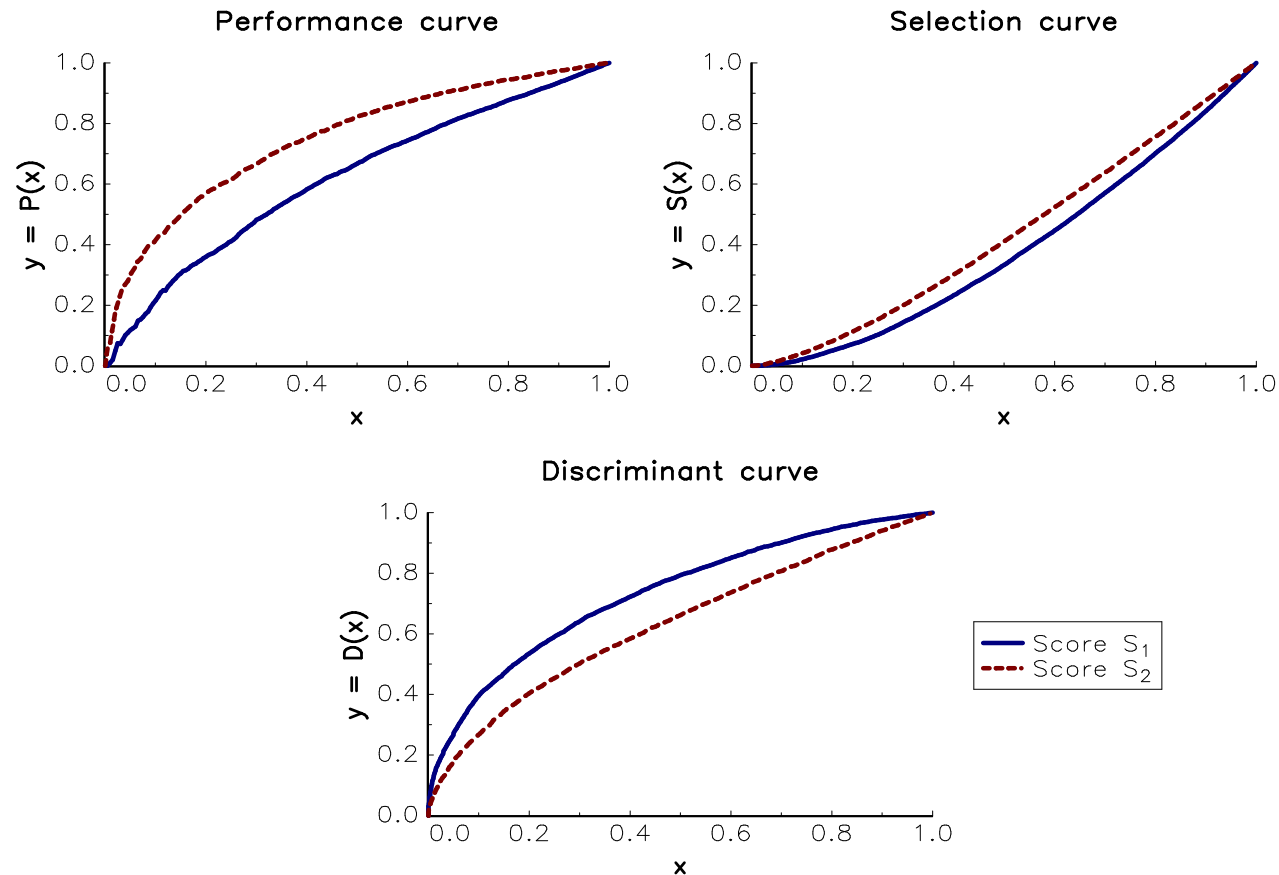 Performance curve
y = P(x)
1.0
0.8
0.6
0.4
0.2
0.0
0.0 0.2 0.4 0.6 0.8 1.0
x
Selection curve
y = S(x)
1.0
0.8
0.6
0.4
0.2
0.0
0.0 0.2 0.4 0.6 0.8 1.0
x
Discriminant curve
y = D(x)
1.0
0.8
0.6
0.4
0.2
0.0
0.0 0.2 0.4 0.6 0.8 1.0
x
Score S₁
Score S₂